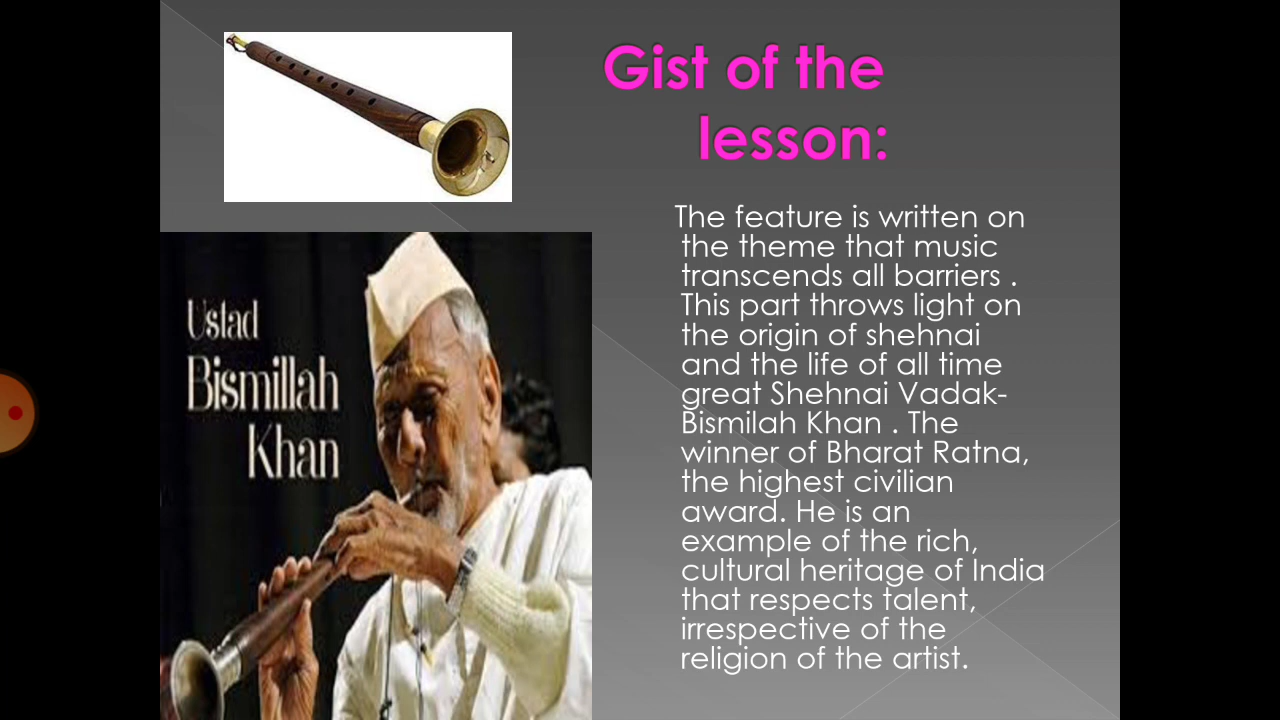 Gist of the
lesson:
Ustad
Bismillah
Khan
The feature is written on
the theme that music
transcends all barriers .
This part throws light on
the origin of shehnai
and the life of all time
great Shehnai Vadak-
Bismilah Khan . The
winner of Bharat Ratna,
the highest civilian
award. He is an
example of the rich,
cultural heritage of India
that respects talent,
irrespective of the
religion of the artist.